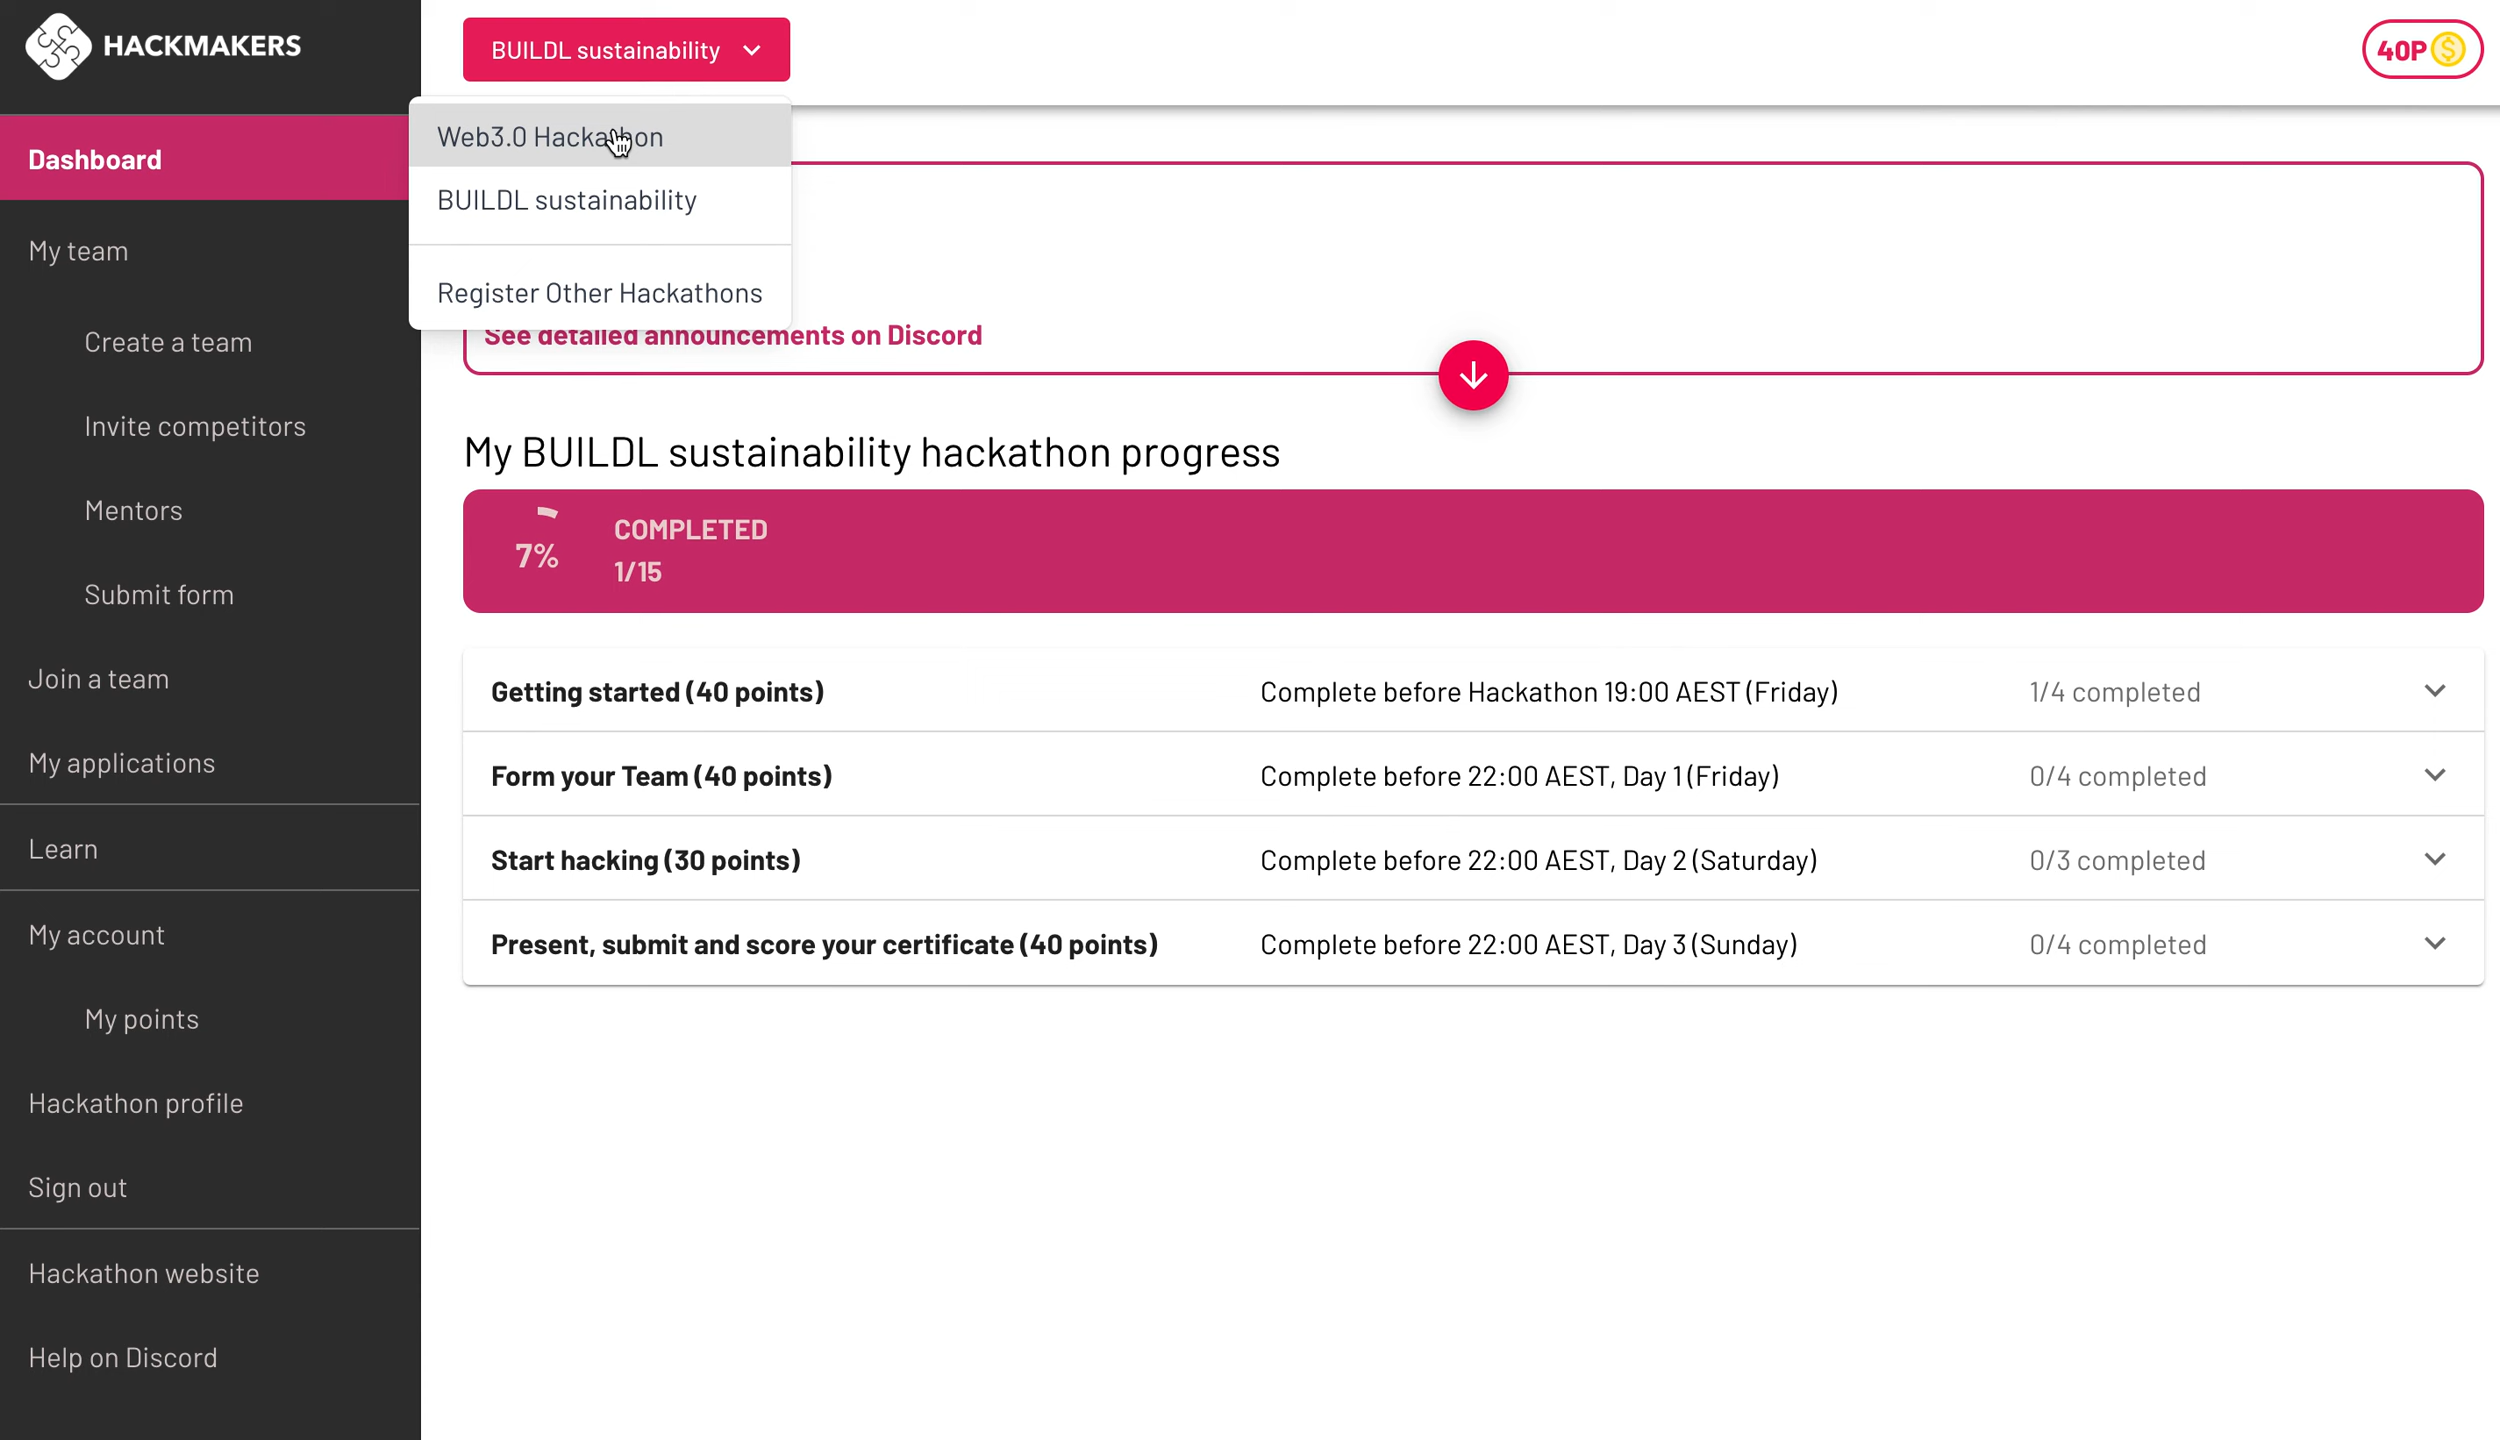 HACKMAKERS
BUILDL sustainability
40P
Web3.0 Hackathon
BUILDL sustainability
Register Other Hackathons
See detailed announcements on Discord
Dashboard
My team
Create a team
Invite competitors
Mentors
Submit form
Join a team
My applications
Learn
My account
My points
Hackathon profile
Sign out
Hackathon website
Help on Discord
My BUILDL sustainability hackathon progress
7%
COMPLETED
1/15
Getting started (40 points) Complete before Hackathon 19:00 AEST (Friday) 1/4 completed
Form your Team (40 points) Complete before 22:00 AEST, Day 1 (Friday) 0/4 completed
Start hacking (30 points) Complete before 22:00 AEST, Day 2 (Saturday) 0/3 completed
Present, submit and score your certificate (40 points) Complete before 22:00 AEST, Day 3 (Sunday) 0/4 completed